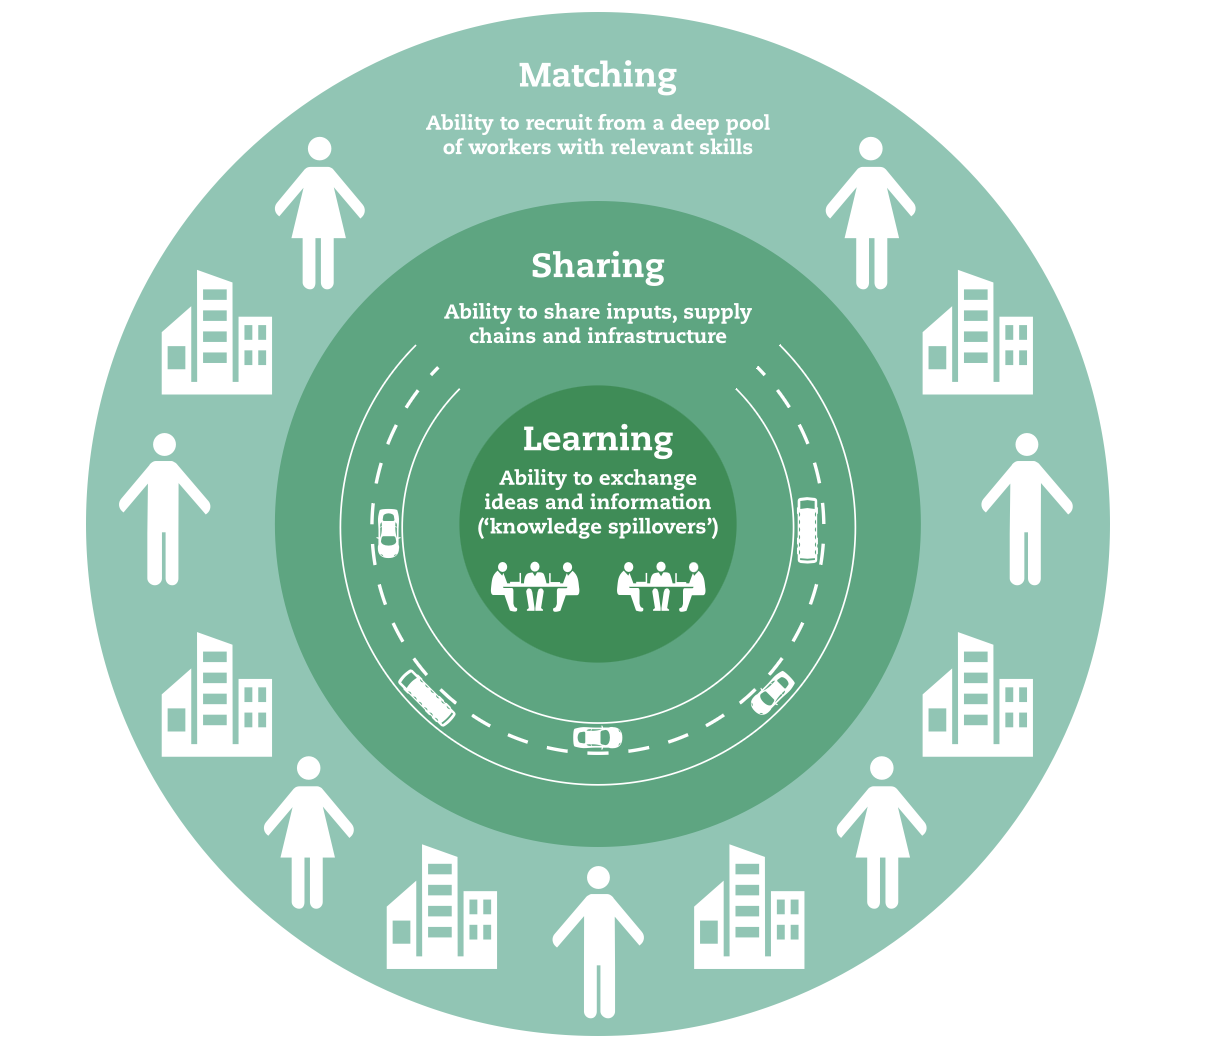 Matching
Ability to recruit from a deep pool
of workers with relevant skills
Sharing
Ability to share inputs, supply
chains and infrastructure
Learning
Ability to exchange
ideas and information
(‘knowledge spillovers’)